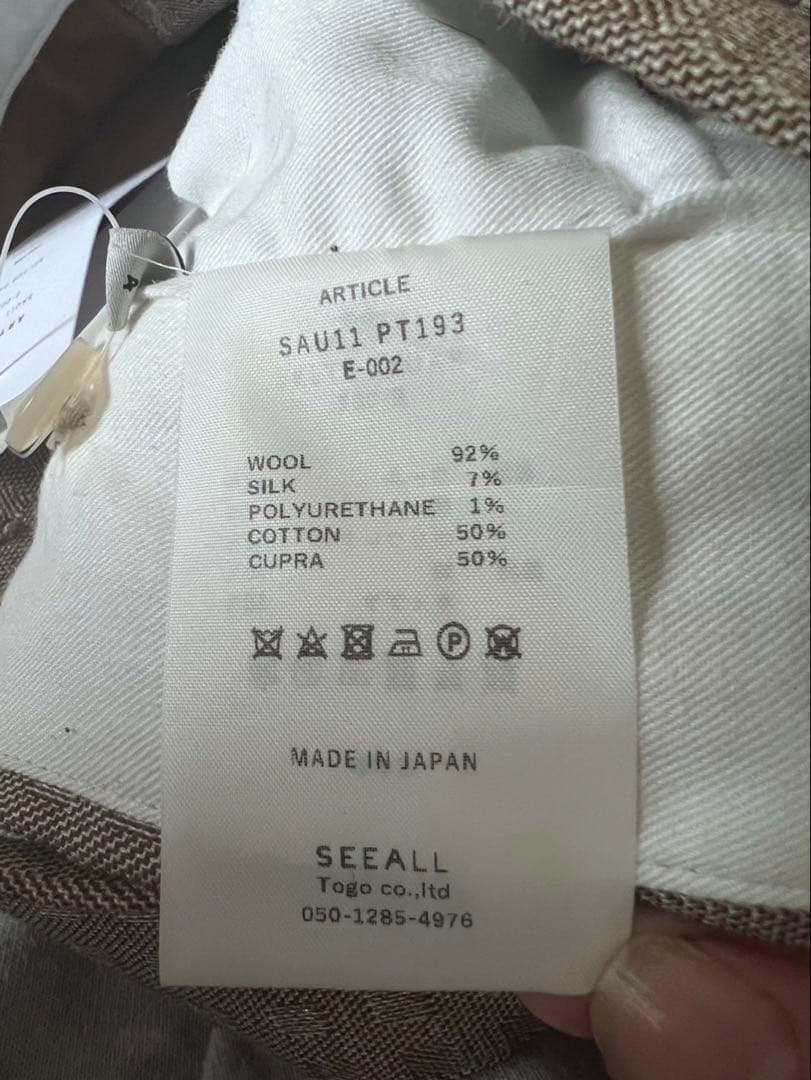 ARTICLE
SAU11 PT193
E-002
WOOL 92%
SILK 7%
POLYURETHANE 1%
COTTON 50%
CUPRA 50%
P
W
MADE IN JAPAN
SEEALL
Togo co.,ltd
050-1285-4976
4